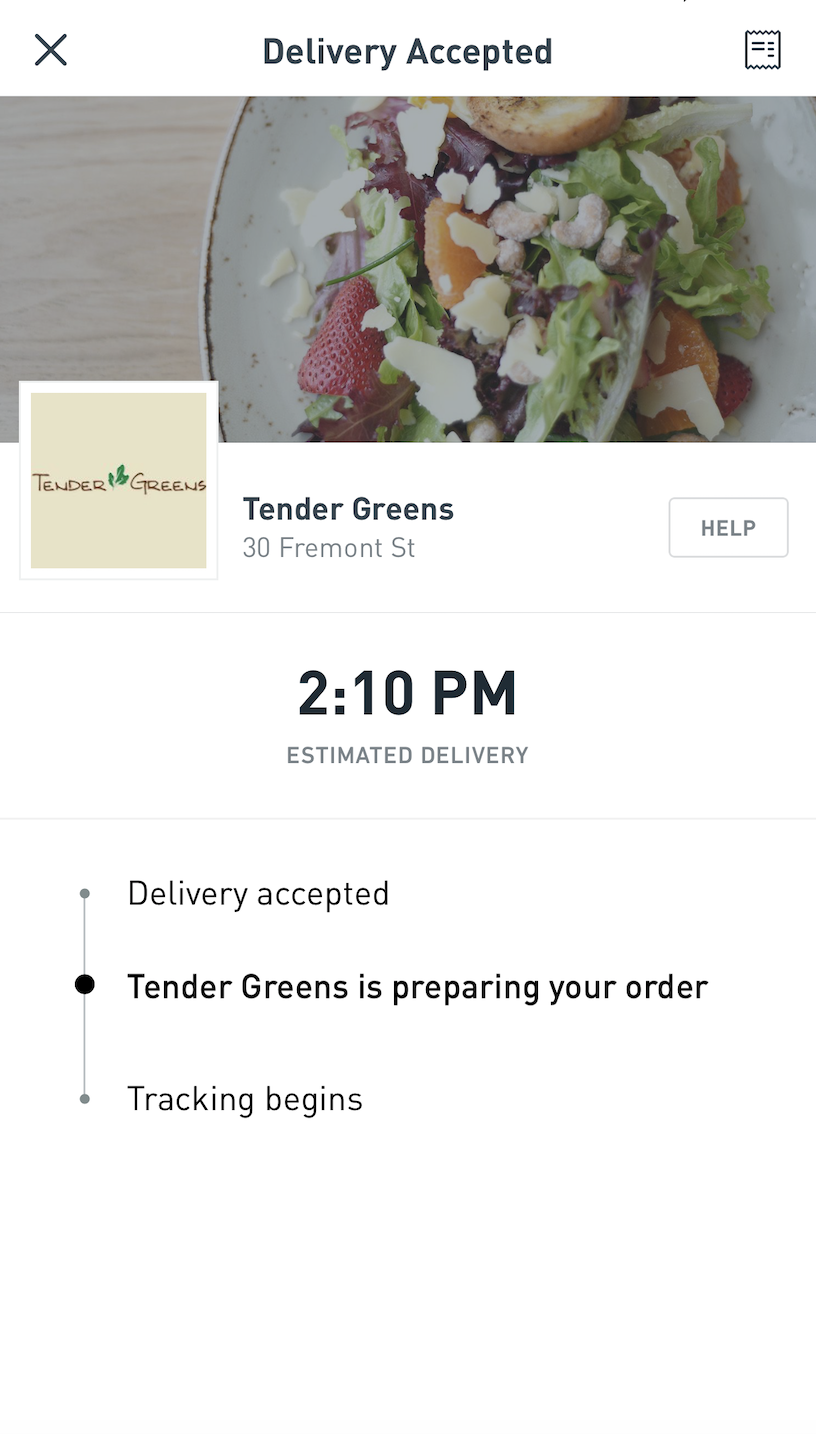 Delivery Accepted
TENDER GREENS
Tender Greens
30 Fremont St
HELP
2:10 PM
ESTIMATED DELIVERY
Delivery accepted
Tender Greens is preparing your order
Tracking begins